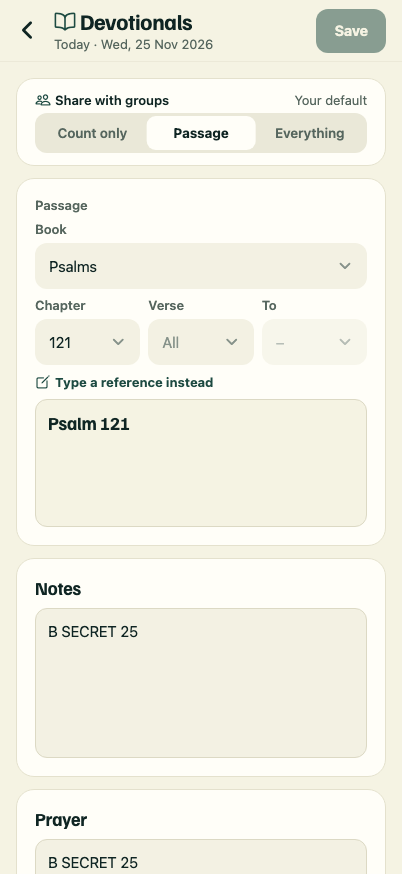 Devotionals
Today · Wed, 25 Nov 2026
Save
Share with groups
Your default
Count only
Passage
Everything
Passage
Book
Psalms
Chapter
Verse
To
121
All
–
Type a reference instead
Psalm 121
Notes
B SECRET 25
Prayer
B SECRET 25